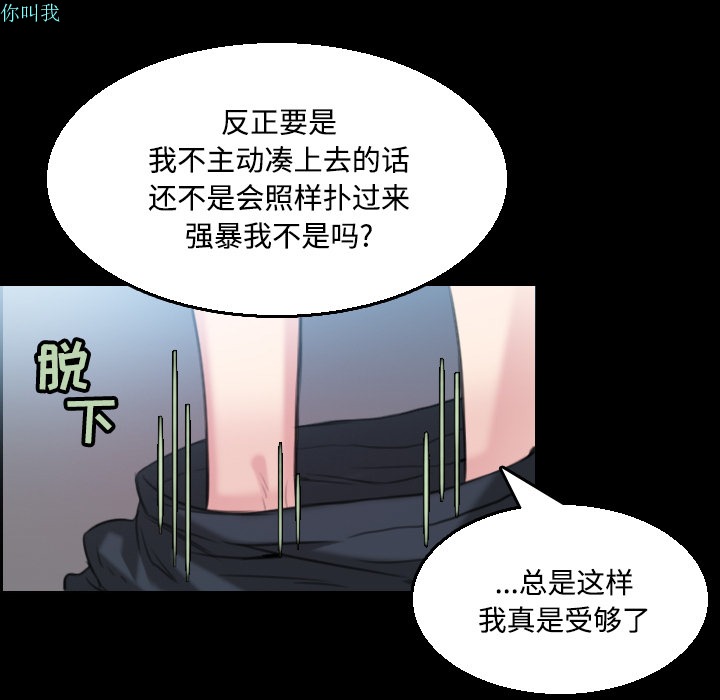 你叫我
反正要是
我不主动凑上去的话
还不是会照样扑过来
强暴我不是吗?
脱
下
...总是这样
我真是受够了